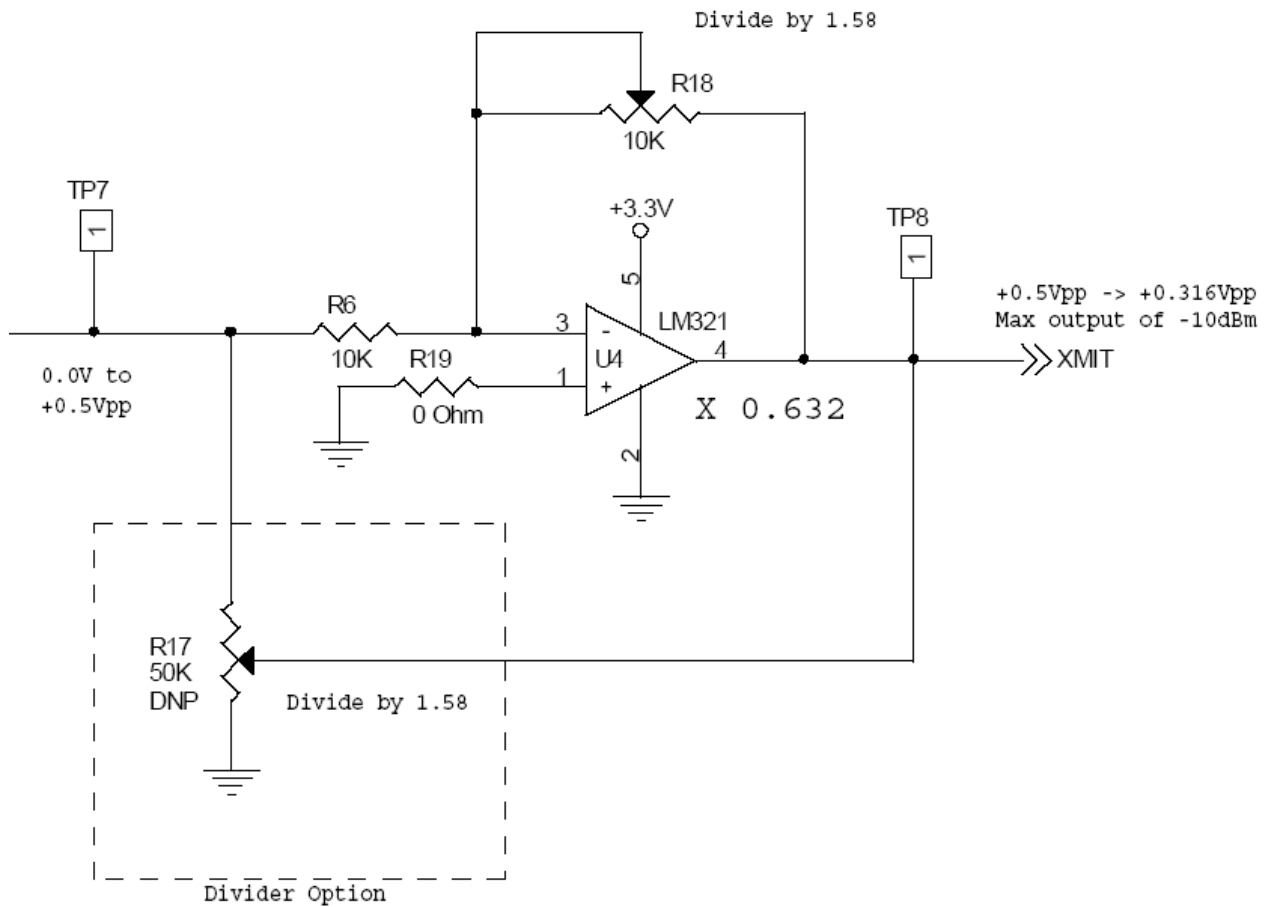 Divide by 1.58
R18
10K
TP7
1
+3.3V
TP8
1
5
R6
10K
3
-
LM321
U4
4
+0.5Vpp -> +0.316Vpp
Max output of -10dBm
XMIT
0.0V to
+0.5Vpp
R19
0 Ohm
1
+
X 0.632
2
R17
50K
DNP
Divide by 1.58
Divider Option